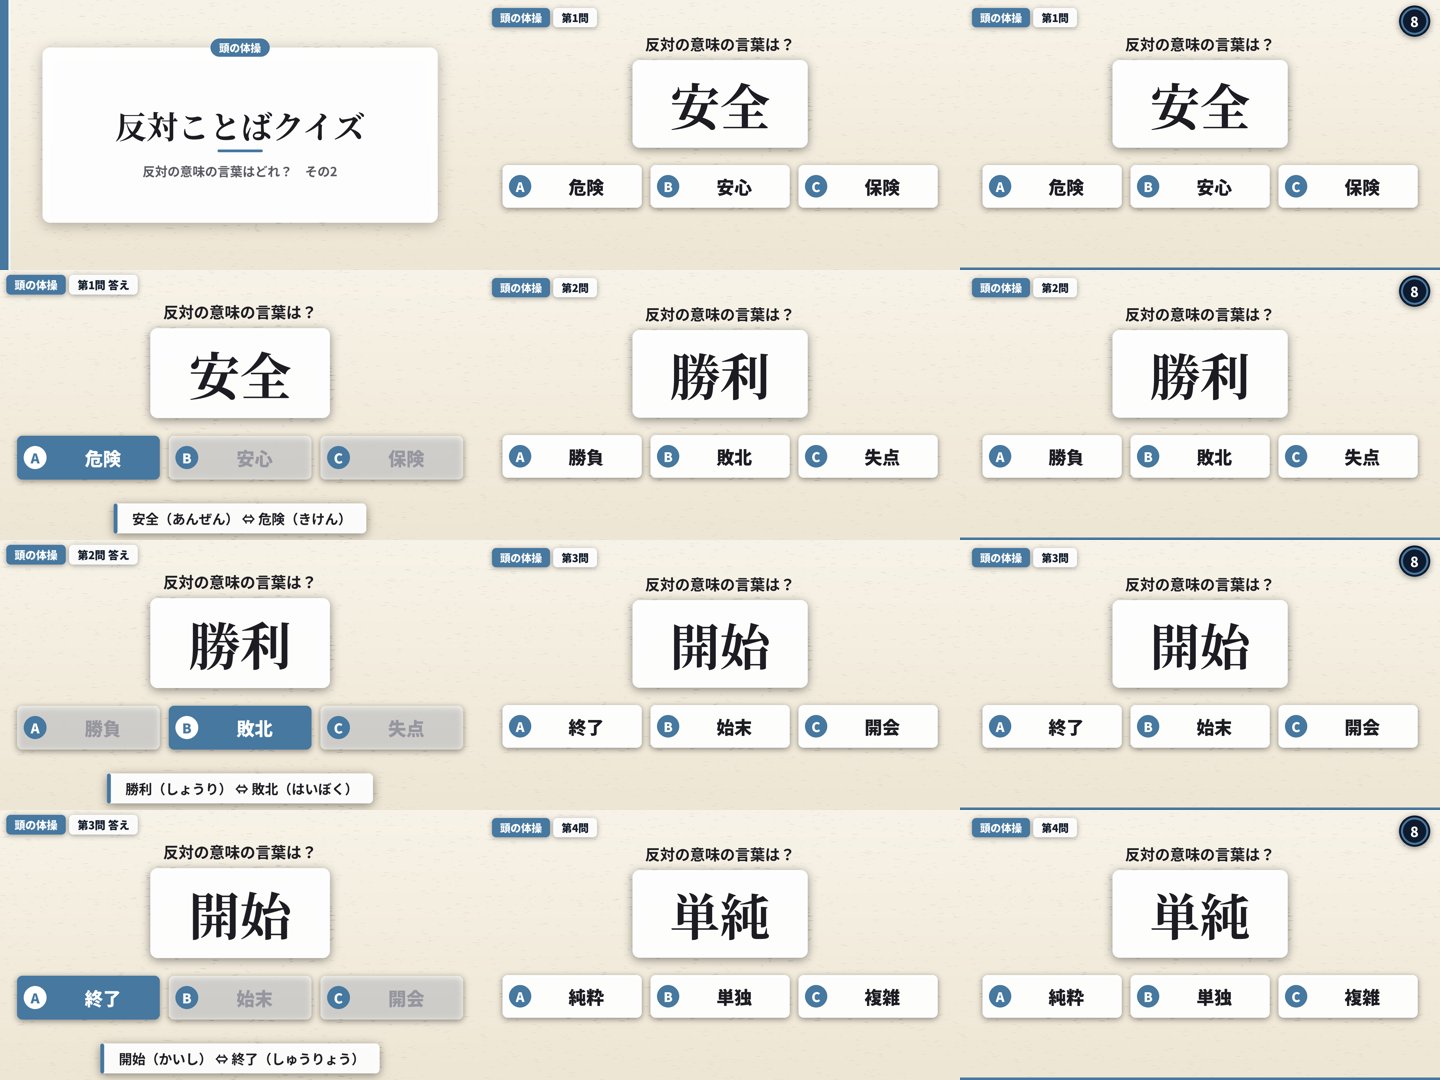 頭の体操
反対ことばクイズ
反対の意味の言葉はどれ？　その2
頭の体操 第1問
反対の意味の言葉は？
安全
A 危険 B 安心 C 保険
頭の体操 第1問 8
反対の意味の言葉は？
安全
A 危険 B 安心 C 保険
頭の体操 第1問 答え
反対の意味の言葉は？
安全
A 危険 B 安心 C 保険
安全（あんぜん）⇔ 危険（きけん）
頭の体操 第2問
反対の意味の言葉は？
勝利
A 勝負 B 敗北 C 失点
頭の体操 第2問 8
反対の意味の言葉は？
勝利
A 勝負 B 敗北 C 失点
頭の体操 第2問 答え
反対の意味の言葉は？
勝利
A 勝負 B 敗北 C 失点
勝利（しょうり）⇔ 敗北（はいぼく）
頭の体操 第3問
反対の意味の言葉は？
開始
A 終了 B 始末 C 開会
頭の体操 第3問 8
反対の意味の言葉は？
開始
A 終了 B 始末 C 開会
頭の体操 第3問 答え
反対の意味の言葉は？
開始
A 終了 B 始末 C 開会
開始（かいし）⇔ 終了（しゅうりょう）
頭の体操 第4問
反対の意味の言葉は？
単純
A 純粋 B 単独 C 複雑
頭の体操 第4問 8
反対の意味の言葉は？
単純
A 純粋 B 単独 C 複雑